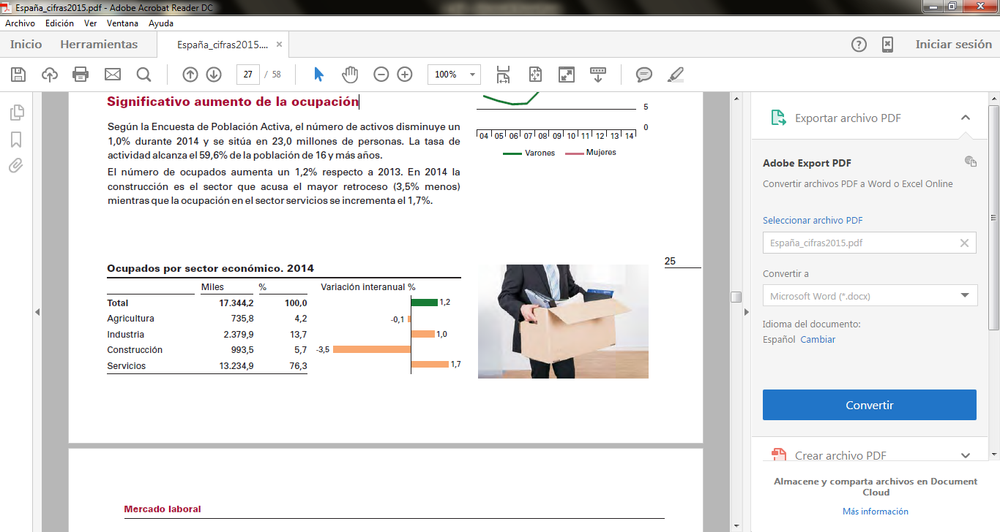 España_cifras2015.pdf - Adobe Acrobat Reader DC
Archivo Edición Ver Ventana Ayuda
Inicio Herramientas España_cifras2015.... × Iniciar sesión
27 / 58 100%
Significativo aumento de la ocupación
Según la Encuesta de Población Activa, el número de activos disminuye un
1,0% durante 2014 y se sitúa en 23,0 millones de personas. La tasa de
actividad alcanza el 59,6% de la población de 16 y más años.
El número de ocupados aumenta un 1,2% respecto a 2013. En 2014 la
construcción es el sector que acusa el mayor retroceso (3,5% menos)
mientras que la ocupación en el sector servicios se incrementa el 1,7%.
5
0
04 05 06 07 08 09 10 11 12 13 14
Varones Mujeres
25
Ocupados por sector económico. 2014
Miles % Variación interanual %
Total 17.344,2 100,0 1,2
Agricultura 735,8 4,2 -0,1
Industria 2.379,9 13,7 1,0
Construcción 993,5 5,7 -3,5
Servicios 13.234,9 76,3 1,7
Mercado laboral
Exportar archivo PDF
Adobe Export PDF
Convertir archivos PDF a Word o Excel Online
Seleccionar archivo PDF
España_cifras2015.pdf
Convertir a
Microsoft Word (*.docx)
Idioma del documento:
Español Cambiar
Convertir
Crear archivo PDF
Almacene y comparta archivos en Document
Cloud
Más información